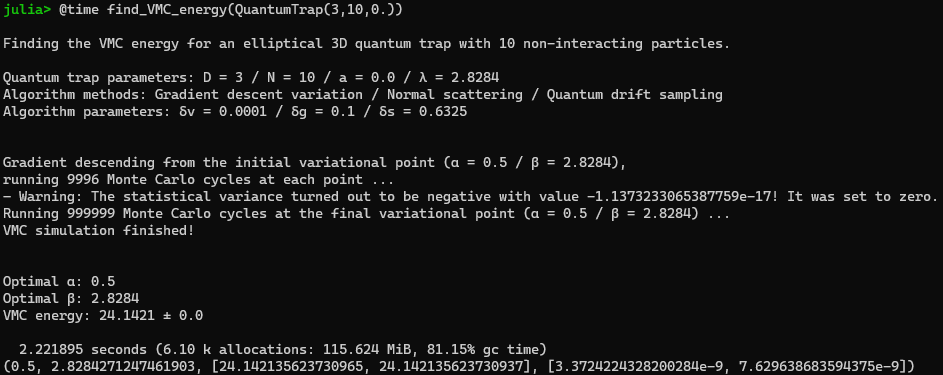 julia> @time find_VMC_energy(QuantumTrap(3,10,0.))
Finding the VMC energy for an elliptical 3D quantum trap with 10 non-interacting particles.
Quantum trap parameters: D = 3 / N = 10 / a = 0.0 / λ = 2.8284
Algorithm methods: Gradient descent variation / Normal scattering / Quantum drift sampling
Algorithm parameters: δv = 0.0001 / δg = 0.1 / δs = 0.6325
Gradient descending from the initial variational point (α = 0.5 / β = 2.8284),
running 9996 Monte Carlo cycles at each point ...
– Warning: The statistical variance turned out to be negative with value -1.1373233065387759e-17! It was set to zero.
Running 999999 Monte Carlo cycles at the final variational point (α = 0.5 / β = 2.8284) ...
VMC simulation finished!
Optimal α: 0.5
Optimal β: 2.8284
VMC energy: 24.1421 ± 0.0
2.221895 seconds (6.10 k allocations: 115.624 MiB, 81.15% gc time)
(0.5, 2.8284271247461903, [24.142135623730965, 24.142135623730937], [3.3724224328200284e-9, 7.629638683594375e-9])